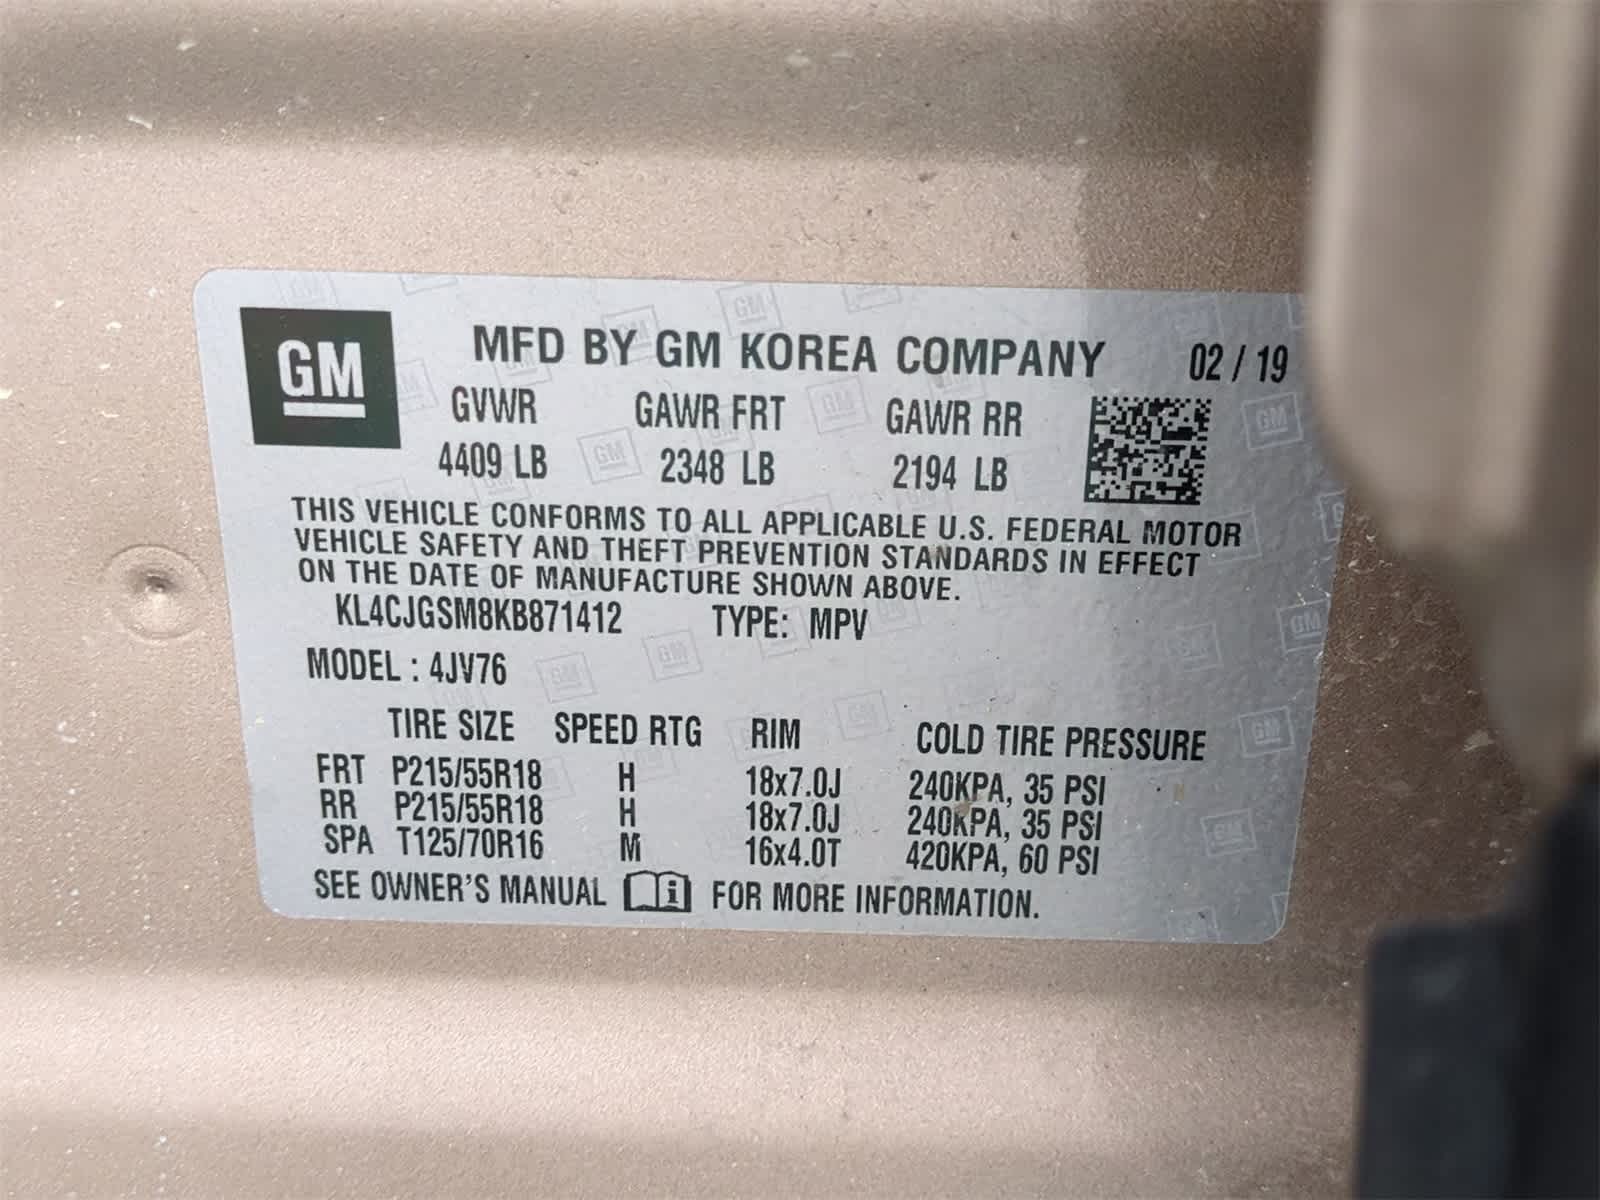 GM
MFD BY GM KOREA COMPANY 02 / 19
GVWR GAWR FRT GAWR RR
4409 LB 2348 LB 2194 LB
THIS VEHICLE CONFORMS TO ALL APPLICABLE U.S. FEDERAL MOTOR
VEHICLE SAFETY AND THEFT PREVENTION STANDARDS IN EFFECT
ON THE DATE OF MANUFACTURE SHOWN ABOVE.
KL4CJGSM8KB871412 TYPE: MPV
MODEL : 4JV76
TIRE SIZE SPEED RTG RIM COLD TIRE PRESSURE
FRT P215/55R18 H 18x7.0J 240KPA, 35 PSI
RR P215/55R18 H 18x7.0J 240KPA, 35 PSI
SPA T125/70R16 M 16x4.0T 420KPA, 60 PSI
SEE OWNER'S MANUAL i FOR MORE INFORMATION.